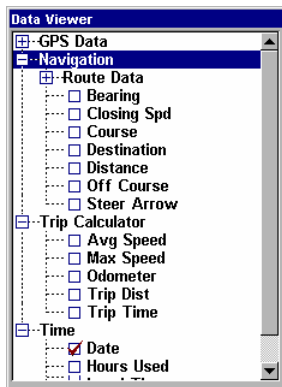 Data Viewer
GPS Data
Navigation
Route Data
Bearing
Closing Spd
Course
Destination
Distance
Off Course
Steer Arrow
Trip Calculator
Avg Speed
Max Speed
Odometer
Trip Dist
Trip Time
Time
Date
Hours Used